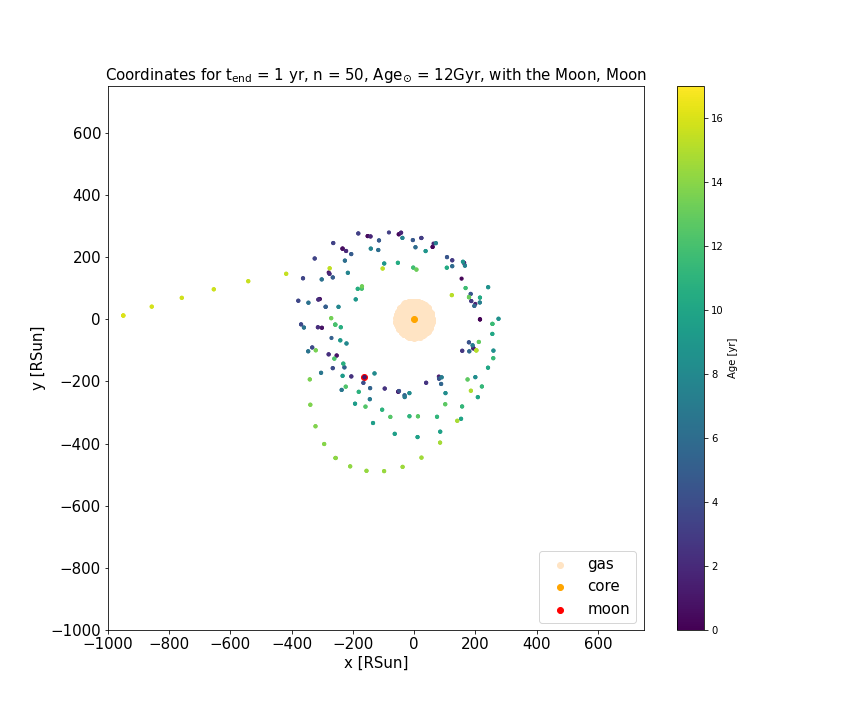 Coordinates for t_end = 1 yr, n = 50, Age_⊙ = 12Gyr, with the Moon, Moon
600
400
200
0
−200
−400
−600
−800
−1000
y [RSun]
−1000 −800 −600 −400 −200 0 200 400 600
x [RSun]
gas
core
moon
16
14
12
10
8
6
4
2
0
Age [yr]